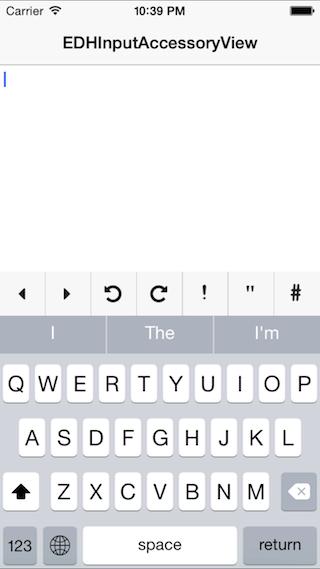 Carrier 10:39 PM
EDHInputAccessoryView
! " #
I The I'm
Q W E R T Y U I O P
A S D F G H J K L
Z X C V B N M
123 space return